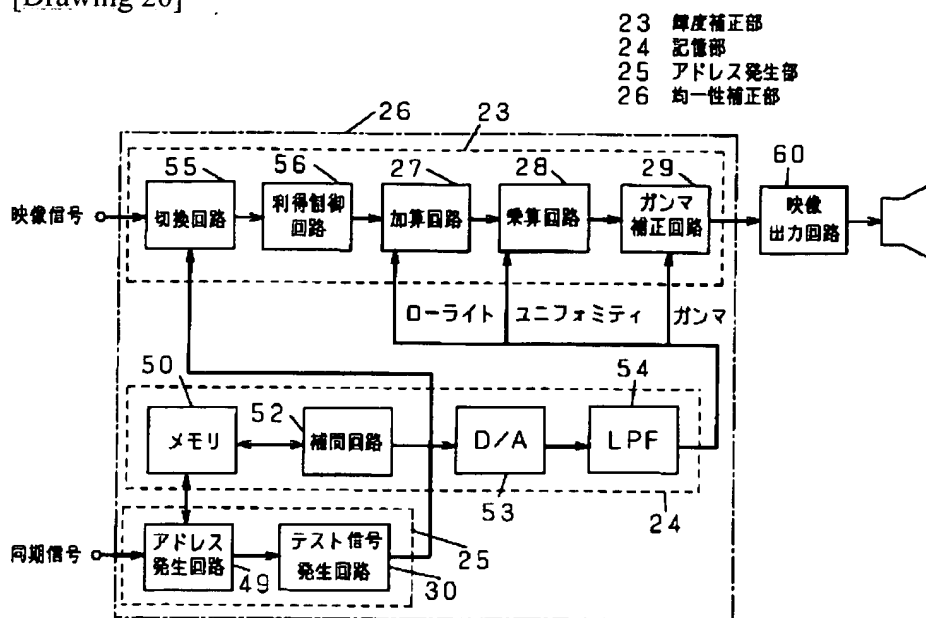 [Drawing 20]
23 輝度補正部
24 記憶部
25 アドレス発生部
26 均一性補正部
26
23
55
56
27
28
29
60
映像信号
切換回路
利得制御
回路
加算回路
乗算回路
ガンマ
補正回路
映像
出力回路
ローライト
ユニフォミティ
ガンマ
50
52
54
メモリ
補間回路
D/A
LPF
53
24
同期信号
アドレス
発生回路
49
テスト信号
発生回路
30
25